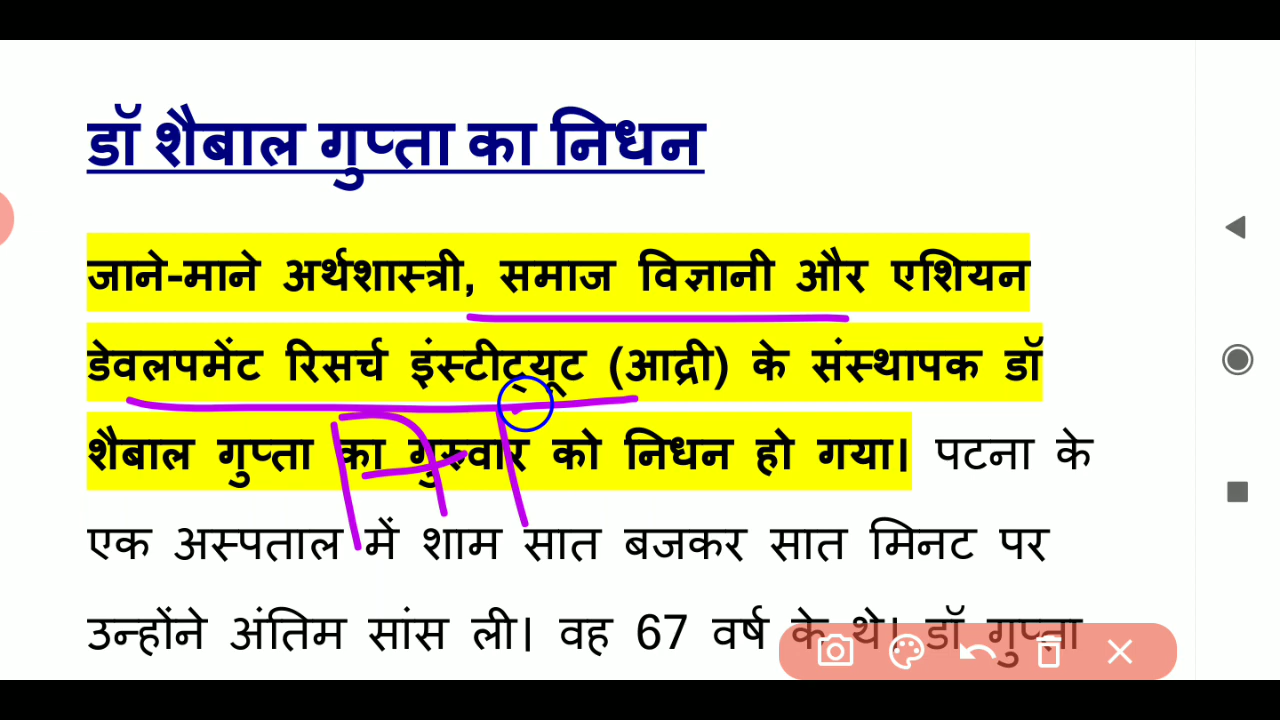 डॉ शैबाल गुप्ता का निधन
जाने-माने अर्थशास्त्री, समाज विज्ञानी और एशियन
डेवलपमेंट रिसर्च इंस्टीट्यूट (आद्री) के संस्थापक डॉ
शैबाल गुप्ता का गुरुवार को निधन हो गया। पटना के
एक अस्पताल में शाम सात बजकर सात मिनट पर
उन्होंने अंतिम सांस ली। वह 67 वर्ष के थे। डॉ गुप्ता